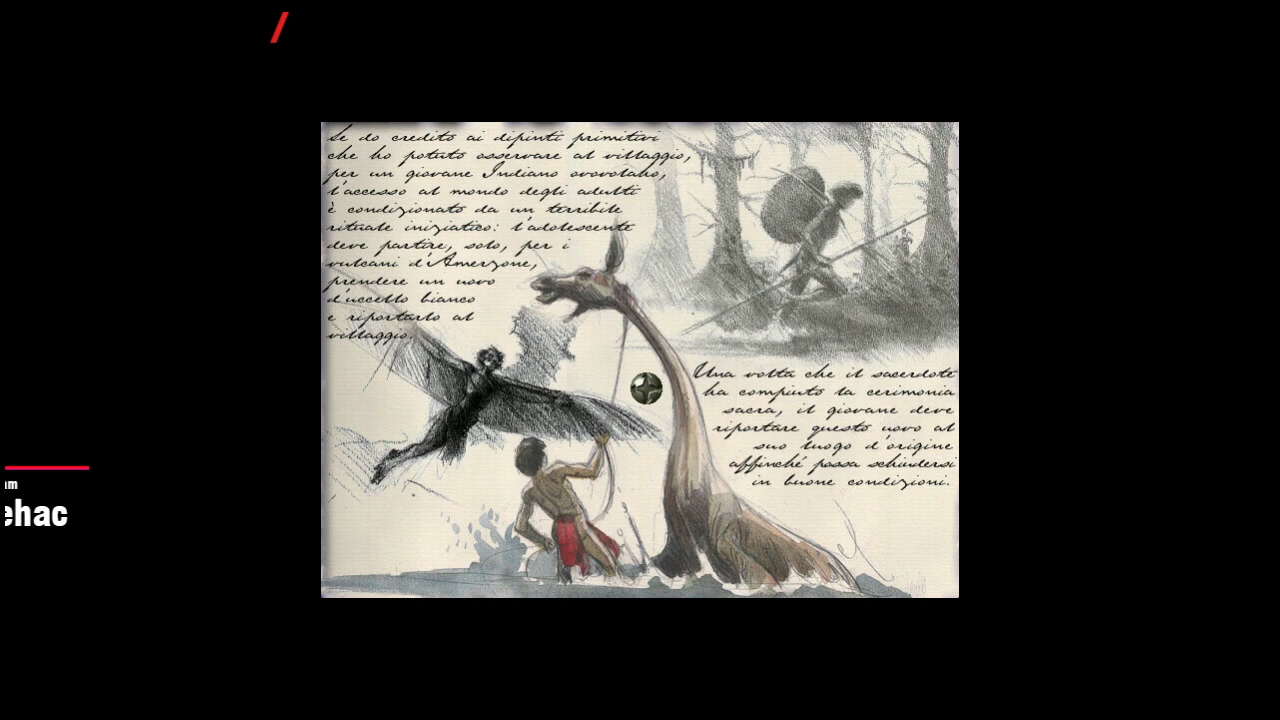 /
Se do credito ai dipinti primitivi
che ho potuto osservare al villaggio,
per un giovane Indiano ovovolaho,
l'accesso al mondo degli adulti
è condizionato da un terribile
rituale iniziatico: l'adolescente
deve partire, solo, per i
vulcani d'Amerzone,
prendere un uovo
d'uccello bianco
e riportarlo al
villaggio.
Una volta che il sacerdote
ha compiuto la cerimonia
sacra, il giovane deve
riportare questo uovo al
suo luogo d'origine
affinché possa schiudersi
in buone condizioni.
am
ehac